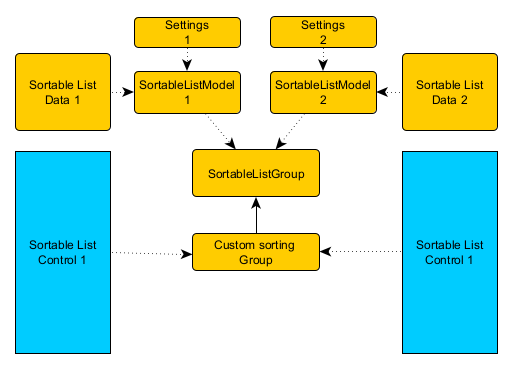 Settings
1
Settings
2
Sortable List
Data 1
SortableListModel
1
SortableListModel
2
Sortable List
Data 2
SortableListGroup
Sortable List
Control 1
Custom sorting
Group
Sortable List
Control 1